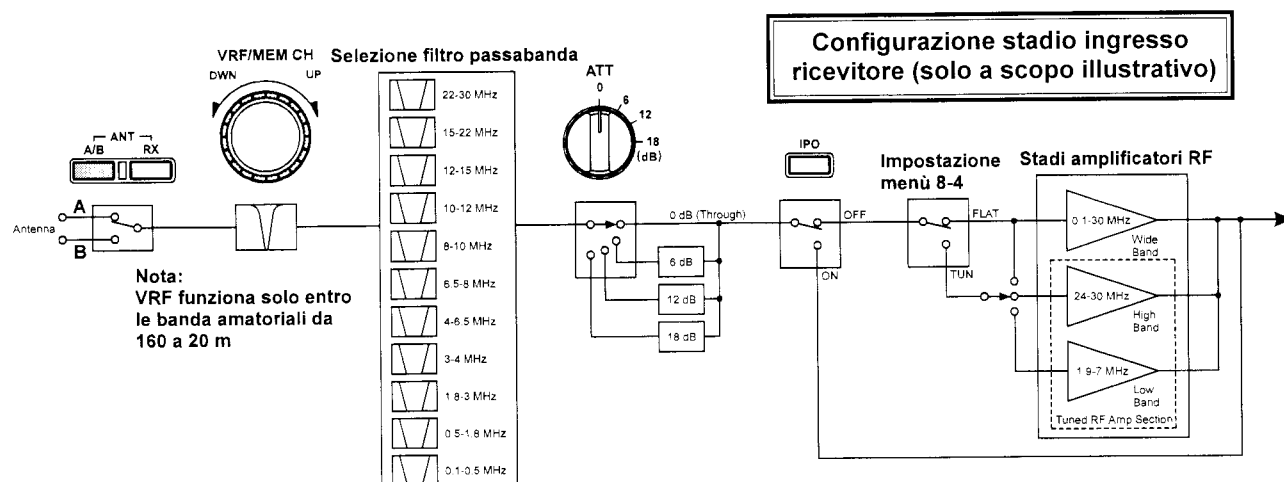 Configurazione stadio ingresso
ricevitore (solo a scopo illustrativo)
VRF/MEM CH
DWN
UP
Selezione filtro passabanda
22-30 MHz
15-22 MHz
12-15 MHz
10-12 MHz
8-10 MHz
6.5-8 MHz
4-6.5 MHz
3-4 MHz
1 8-3 MHz
0 5-1.8 MHz
0.1-0.5 MHz
ANT
A/B
RX
Antenna
A
B
Nota:
VRF funziona solo entro
le banda amatoriali da
160 a 20 m
ATT
0
6
12
18
(dB)
0 dB (Through)
6 dB
12 dB
18 dB
IPO
OFF
ON
Impostazione
menù 8-4
FLAT
TUN
Stadi amplificatori RF
0 1-30 MHz
Wide
Band
24-30 MHz
High
Band
1 9-7 MHz
Low
Band
Tuned RF Amp Section